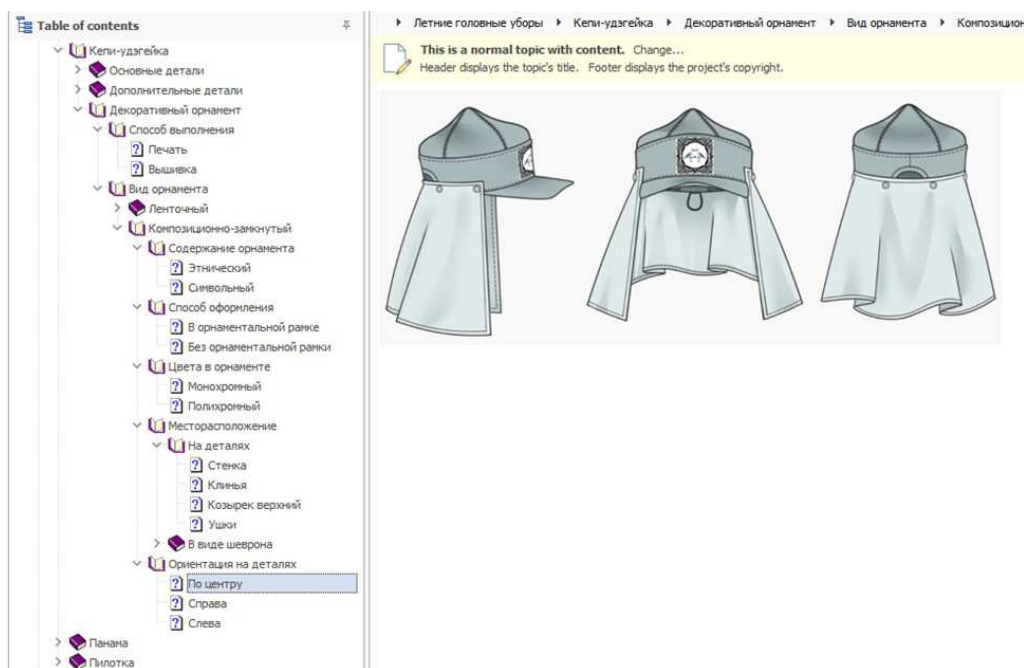 Table of contents
Кепи-удэгейка
Основные детали
Дополнительные детали
Декоративный орнамент
Способ выполнения
Печать
Вышивка
Вид орнамента
Ленточный
Композиционно-замкнутый
Содержание орнамента
Этнический
Символьный
Способ оформления
В орнаментальной рамке
Без орнаментальной рамки
Цвета в орнаменте
Монохромный
Полихромный
Месторасположение
На деталях
Стенка
Клинья
Козырек верхний
Ушки
В виде шеврона
Ориентация на деталях
По центру
Справа
Слева
Панама
Пилотка
Летние головные уборы Кепи-удэгейка Декоративный орнамент Вид орнамента Композицион
This is a normal topic with content. Change...
Header displays the topic's title. Footer displays the project's copyright.